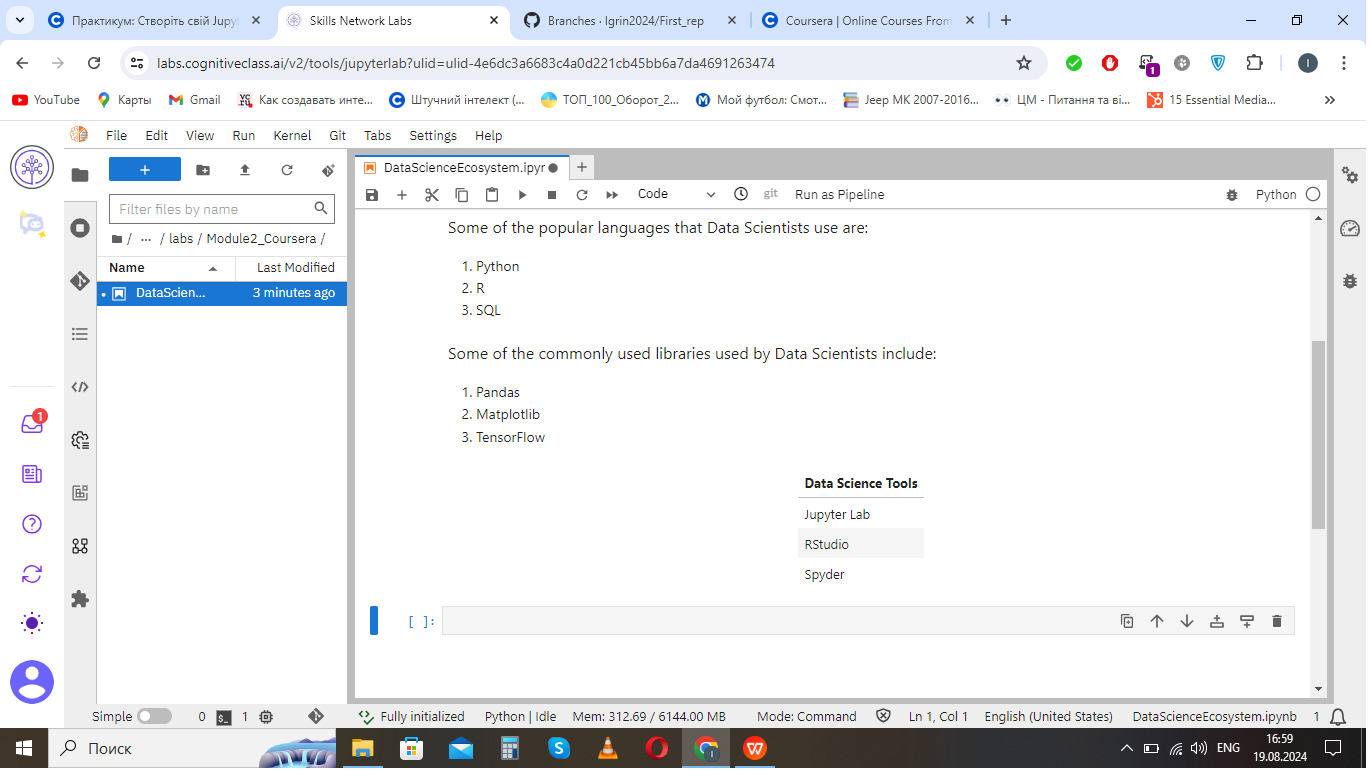 Практикум: Створіть свій Jupy
Skills Network Labs
Branches · Igrin2024/First_rep
Coursera | Online Courses From
labs.cognitiveclass.ai/v2/tools/jupyterlab?ulid=ulid-4e6dc3a6683c4a0d221cb45bb6a7da4691263474
1
I
YouTube
Карты
Gmail
Как создавать инте...
Штучний інтелект (...
ТОП_100_Оборот_2...
Мой футбол: Смот...
Jeep MK 2007-2016...
ЦМ - Питання та ві...
15 Essential Media...
File Edit View Run Kernel Git Tabs Settings Help
DataScienceEcosystem.ipyr
Code
git
Run as Pipeline
Python
Filter files by name
/ ... / labs / Module2_Coursera /
Name Last Modified
DataScien... 3 minutes ago
1
Some of the popular languages that Data Scientists use are:
1. Python
2. R
3. SQL
Some of the commonly used libraries used by Data Scientists include:
1. Pandas
2. Matplotlib
3. TensorFlow
Data Science Tools
Jupyter Lab
RStudio
Spyder
[ ]:
Simple 0 1 Fully initialized Python | Idle Mem: 312.69 / 6144.00 MB Mode: Command Ln 1, Col 1 English (United States) DataScienceEcosystem.ipynb 1
Поиск
ENG
16:59
19.08.2024